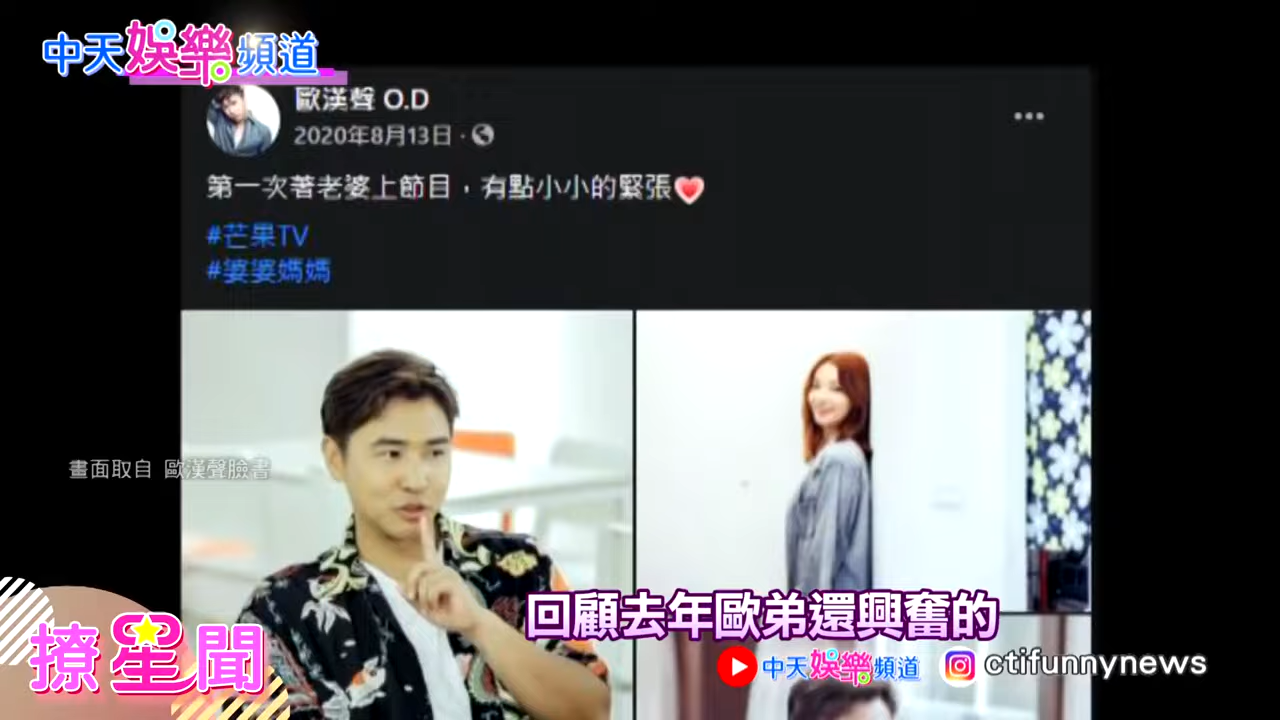 中天娛樂頻道
歐漢聲 O.D
2020年8月13日
第一次著老婆上節目，有點小小的緊張
#芒果TV
#婆婆媽媽
畫面取自 歐漢聲臉書
回顧去年歐弟還興奮的
撩星聞
中天娛樂頻道
ctifunnynews